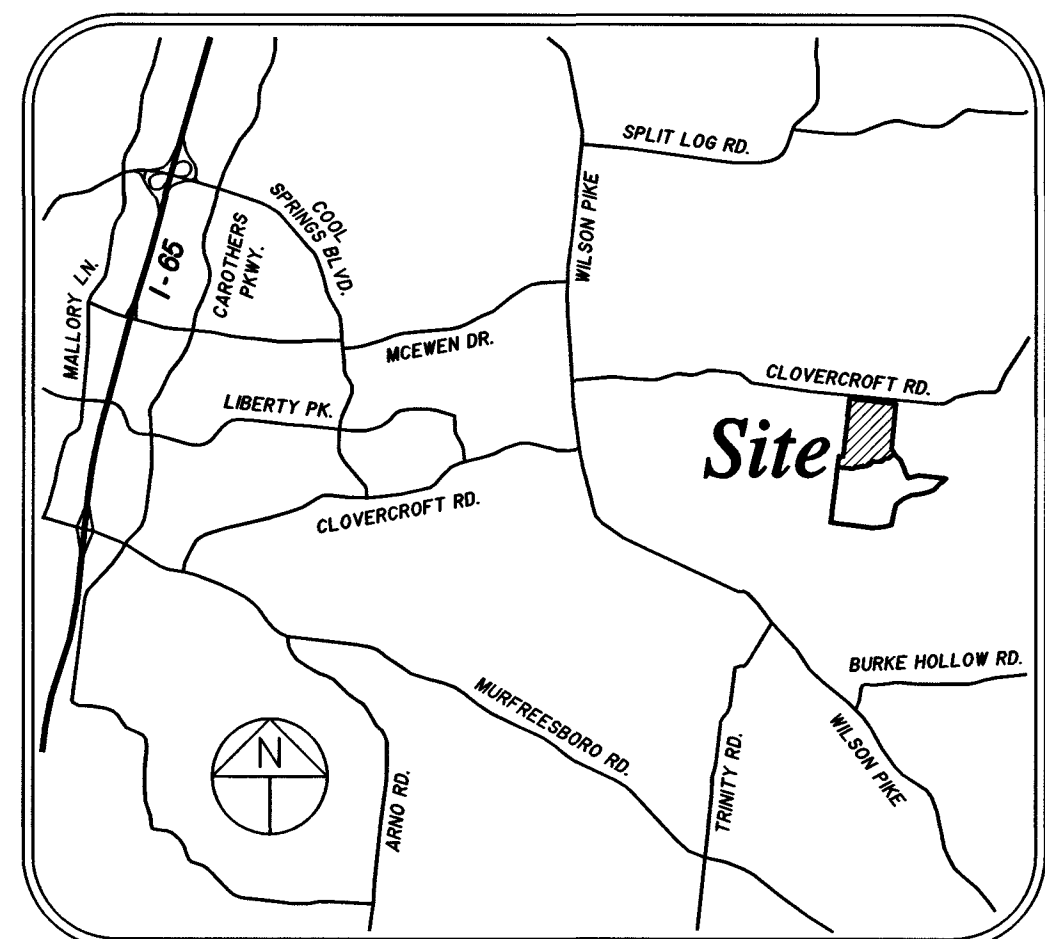 SPLIT LOG RD.
COOL
SPRINGS BLVD.
WILSON PIKE
CAROTHERS
PKWY.
I-65
MALLORY LN.
MCEWEN DR.
CLOVERCROFT RD.
LIBERTY PK.
Site
CLOVERCROFT RD.
BURKE HOLLOW RD.
MURFREESBORO RD.
WILSON PIKE
N
TRINITY RD.
ARNO RD.